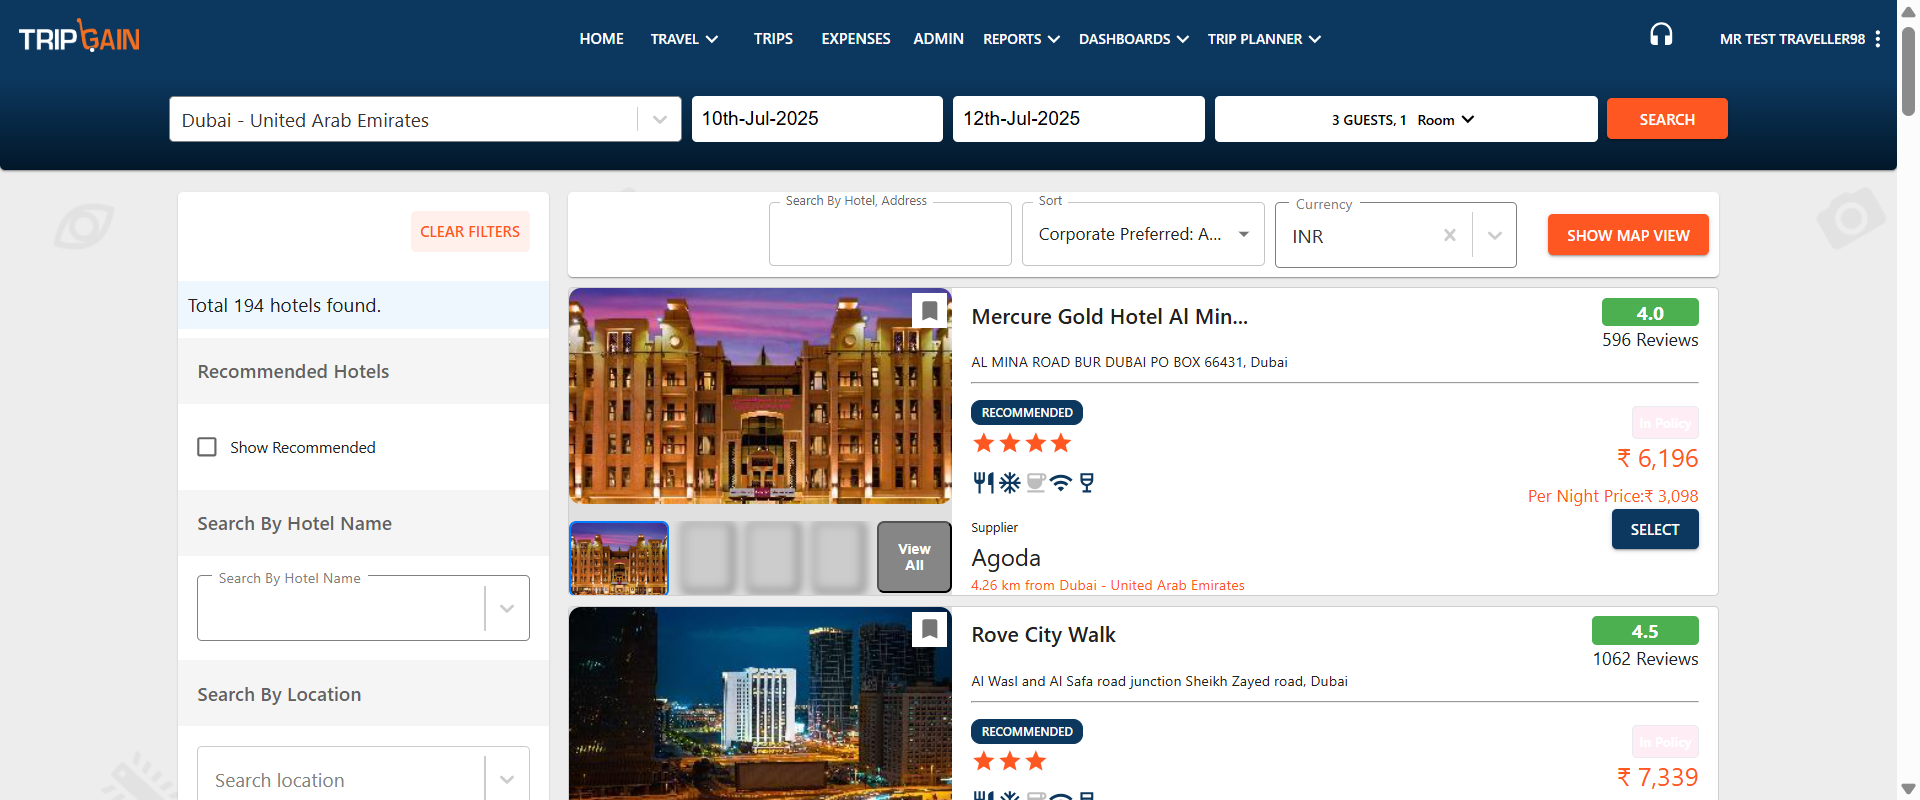 TRIPGAIN
HOME TRAVEL TRIPS EXPENSES ADMIN REPORTS DASHBOARDS TRIP PLANNER
MR TEST TRAVELLER98
Dubai - United Arab Emirates
10th-Jul-2025
12th-Jul-2025
3 GUESTS, 1 Room
SEARCH
CLEAR FILTERS
Total 194 hotels found.
Recommended Hotels
Show Recommended
Search By Hotel Name
Search By Hotel Name
Search By Location
Search location
Search By Hotel, Address
Sort
Corporate Preferred: A...
Currency
INR
SHOW MAP VIEW
View
All
Mercure Gold Hotel Al Min...
4.0
596 Reviews
AL MINA ROAD BUR DUBAI PO BOX 66431, Dubai
RECOMMENDED
In Policy
₹ 6,196
Per Night Price:₹ 3,098
SELECT
Supplier
Agoda
4.26 km from Dubai - United Arab Emirates
Rove City Walk
4.5
1062 Reviews
Al Wasl and Al Safa road junction Sheikh Zayed road, Dubai
RECOMMENDED
In Policy
₹ 7,339